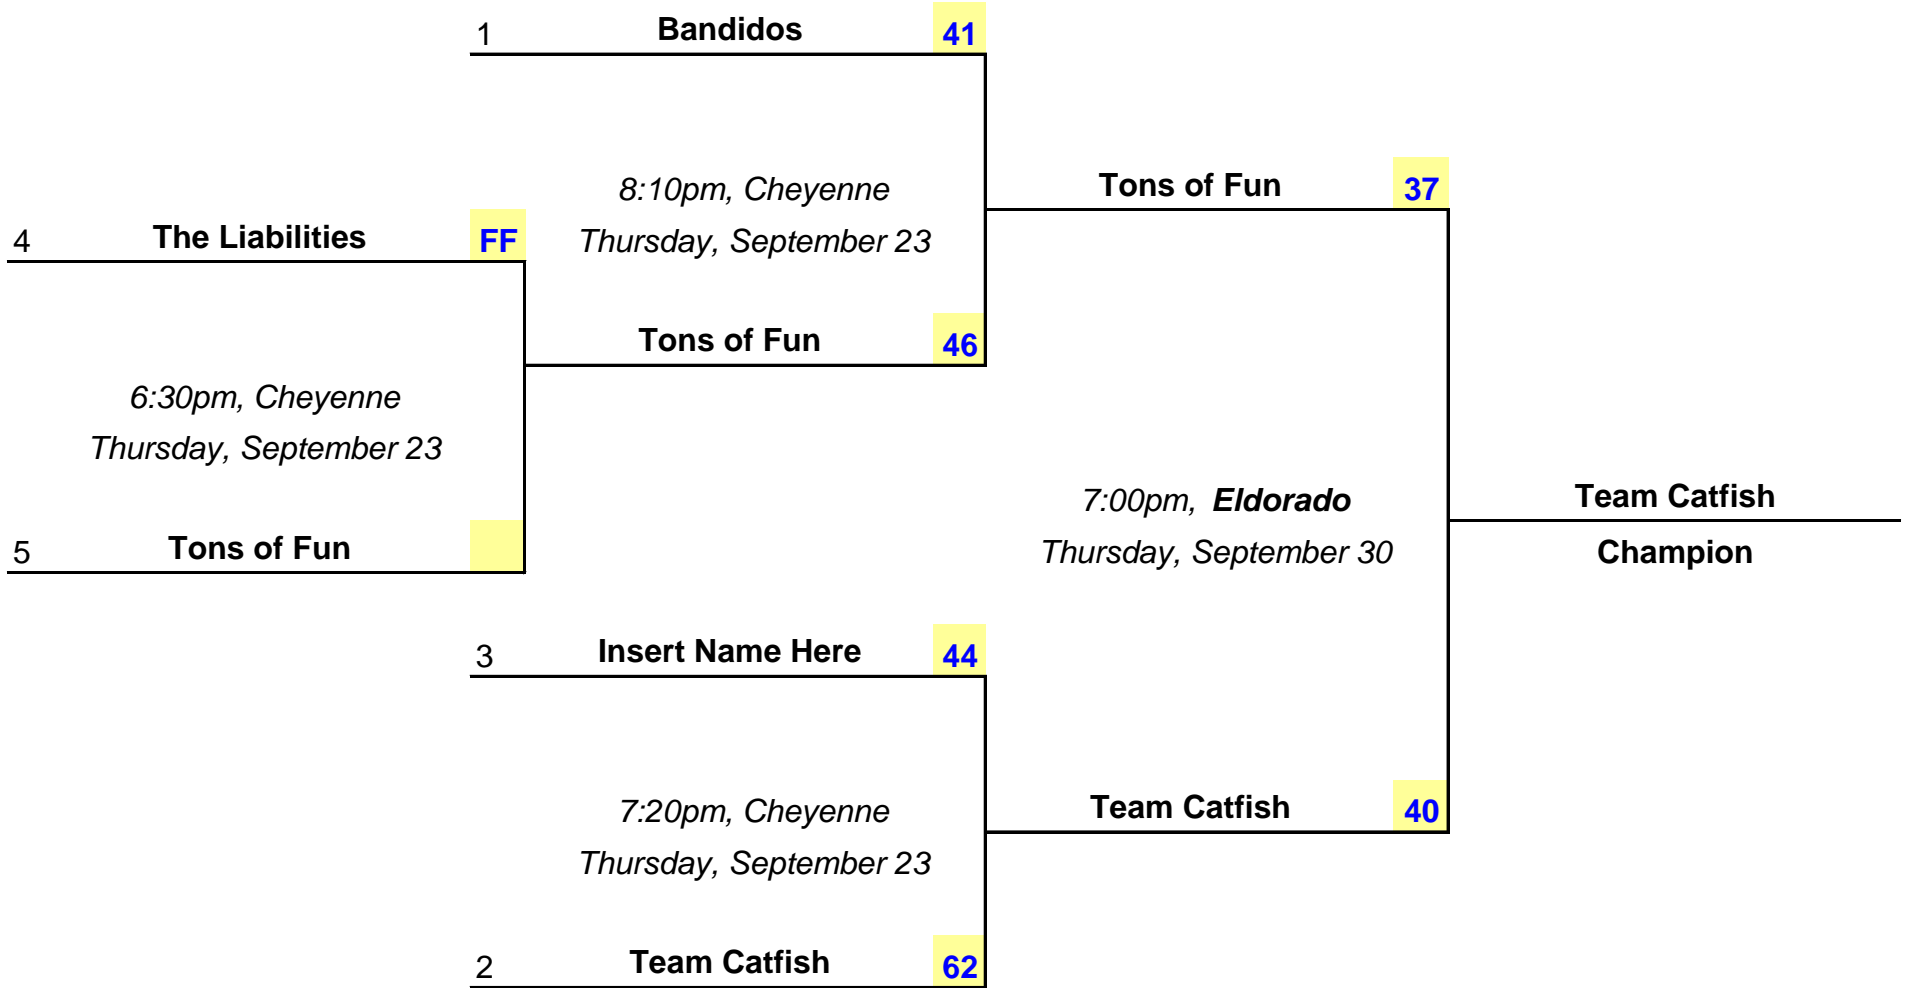 1 Bandidos 41
8:10pm, Cheyenne
Tons of Fun 37
4 The Liabilities FF
Thursday, September 23
Tons of Fun 46
6:30pm, Cheyenne
Thursday, September 23
7:00pm, Eldorado
Team Catfish
5 Tons of Fun
Thursday, September 30
Champion
3 Insert Name Here 44
7:20pm, Cheyenne
Team Catfish 40
Thursday, September 23
2 Team Catfish 62